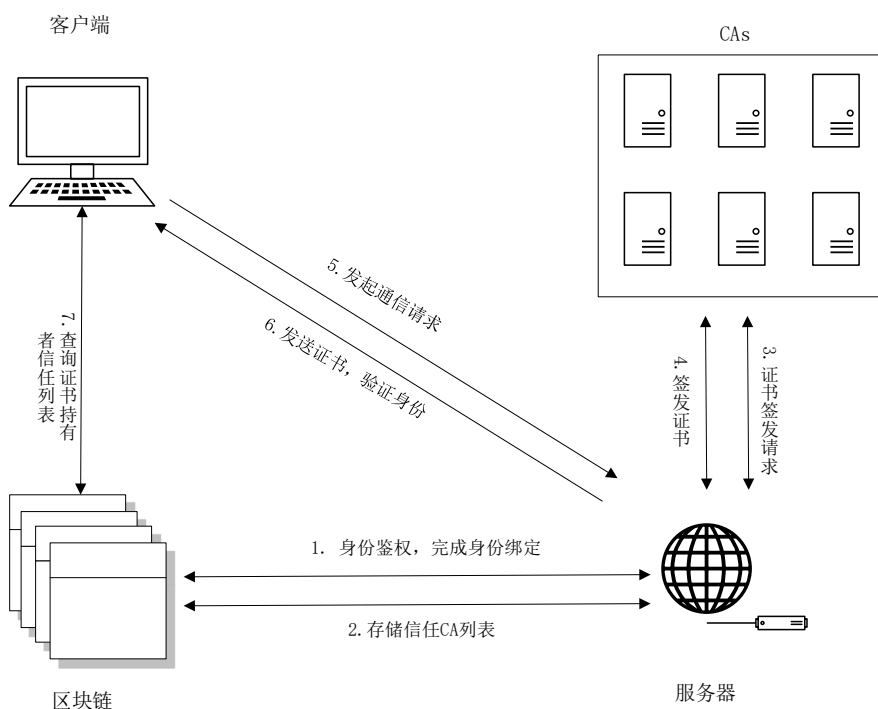 客户端
CAs
5.发起通信请求
6.发送证书，验证身份
7.查询证书持有
者信任列表
4.签发证书
3.证书签发请求
1. 身份鉴权，完成身份绑定
2.存储信任CA列表
区块链
服务器